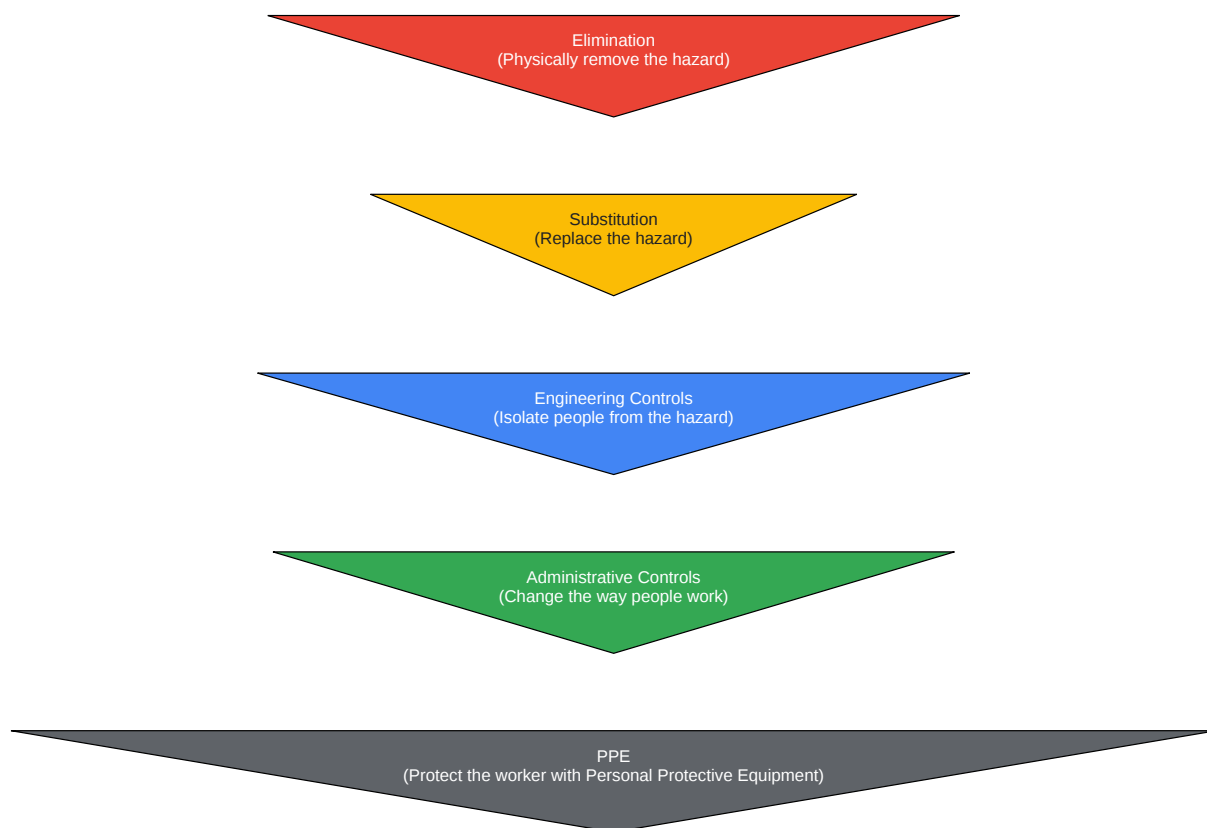 Elimination
(Physically remove the hazard)
Substitution
(Replace the hazard)
Engineering Controls
(Isolate people from the hazard)
Administrative Controls
(Change the way people work)
PPE
(Protect the worker with Personal Protective Equipment)